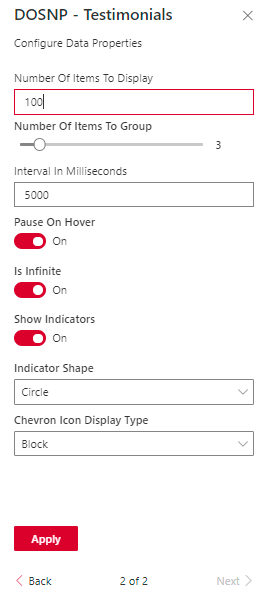 DOSNP - Testimonials
Configure Data Properties
Number Of Items To Display
100
Number Of Items To Group
3
Interval In Milliseconds
5000
Pause On Hover
On
Is Infinite
On
Show Indicators
On
Indicator Shape
Circle
Chevron Icon Display Type
Block
Apply
Back 2 of 2 Next